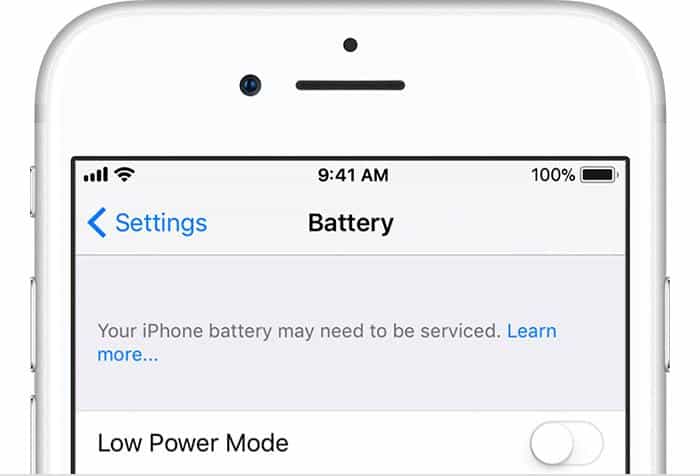 9:41 AM 100%
Settings Battery
Your iPhone battery may need to be serviced. Learn
more...
Low Power Mode